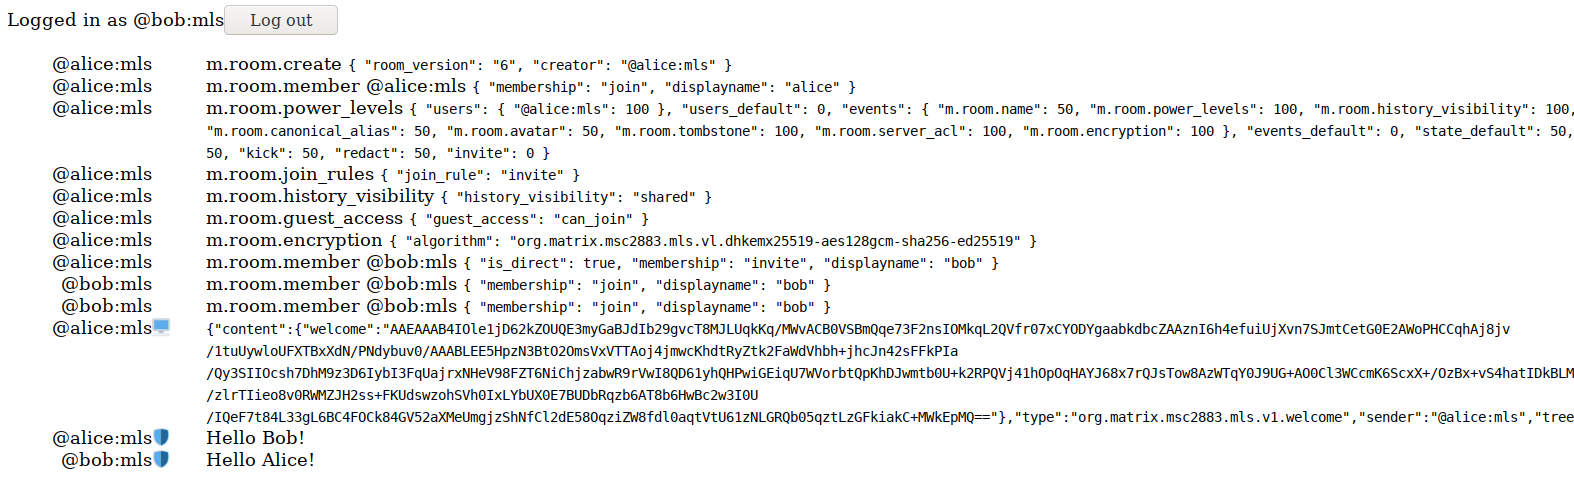 Logged in as @bob:mls Log out
@alice:mls m.room.create { "room_version": "6", "creator": "@alice:mls" }
@alice:mls m.room.member @alice:mls { "membership": "join", "displayname": "alice" }
@alice:mls m.room.power_levels { "users": { "@alice:mls": 100 }, "users_default": 0, "events": { "m.room.name": 50, "m.room.power_levels": 100, "m.room.history_visibility": 100,
"m.room.canonical_alias": 50, "m.room.avatar": 50, "m.room.tombstone": 100, "m.room.server_acl": 100, "m.room.encryption": 100 }, "events_default": 0, "state_default": 50,
50, "kick": 50, "redact": 50, "invite": 0 }
@alice:mls m.room.join_rules { "join_rule": "invite" }
@alice:mls m.room.history_visibility { "history_visibility": "shared" }
@alice:mls m.room.guest_access { "guest_access": "can_join" }
@alice:mls m.room.encryption { "algorithm": "org.matrix.msc2883.mls.v1.dhkemx25519-aes128gcm-sha256-ed25519" }
@alice:mls m.room.member @bob:mls { "is_direct": true, "membership": "invite", "displayname": "bob" }
@bob:mls m.room.member @bob:mls { "membership": "join", "displayname": "bob" }
@bob:mls m.room.member @bob:mls { "membership": "join", "displayname": "bob" }
@alice:mls {"content":{"welcome":"AAEAAAB4IOle1jD62kZOUQE3myGaBJdIb29gvcT8MJLUqkKq/MWvACB0VSBmQqe73F2nsIOMkqL2QVfr07xCYODYgaabkdbcZAAznI6h4efuiUjXvn7SJmtCetG0E2AWoPHCCqhAj8jv
/1tuUywloUFXTBxXdN/PNdybuv0/AAABLEE5HpzN3BtO2OmsVxVTTAoj4jmwcKhdtRyZtk2FaWdVhbh+jhcJn42sFFkPIa
/Qy3SIIOcsh7DhM9z3D6IybI3FqUajrxNHeV98FZT6NiChjzabwR9rVwI8QD61yhQHPwiGEiqU7WVorbtQpKhDJwmtb0U+k2RPQVj41hOpOqHAYJ68x7rQJsTow8AzWTqY0J9UG+AO0Cl3WCcmK6ScxX+/OzBx+vS4hatIDkBLM
/zlrTIieo8v0RWMZJH2ss+FKUdswzohSVh0IxLYbUX0E7BUDbRqzb6AT8b6HwBc2w3I0U
/IQeF7t84L33gL6BC4FOCk84GV52aXMeUmgjzShNfCl2dE58OqziZW8fdl0aqtVtU61zNLGRQb05qztLzGFkiakC+MWkEpMQ=="},"type":"org.matrix.msc2883.mls.v1.welcome","sender":"@alice:mls","tree
@alice:mls Hello Bob!
@bob:mls Hello Alice!